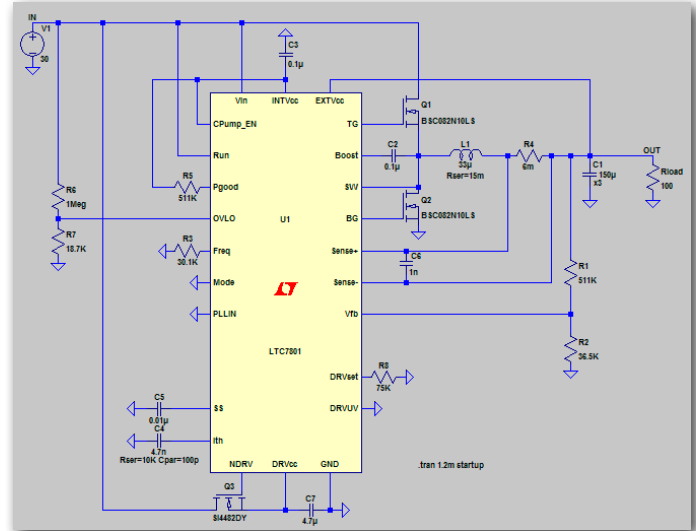 IN
V1
30
C3
0.1µ
Vin
INTVcc
EXTVcc
CPump_EN
TG
Q1
BSC082N10LS
Run
Boost
C2
0.1µ
L1
33µ
Rser=15m
R4
6m
OUT
C1
150µ
x3
Rload
100
R5
511K
Pgood
SW
Q2
BSC082N10LS
R6
1Meg
OVLO
U1
BG
R7
18.7K
R3
30.1K
Freq
Sense+
C6
1n
Mode
Sense-
R1
511K
PLLIN
Vfb
LTC7801
R2
36.5K
DRVset
R8
75K
C5
0.01µ
SS
DRVUV
C4
4.7n
Rser=10K Cpar=100p
Ith
NDRV
DRVcc
GND
.tran 1.2m startup
Q3
Si4482DY
C7
4.7µ